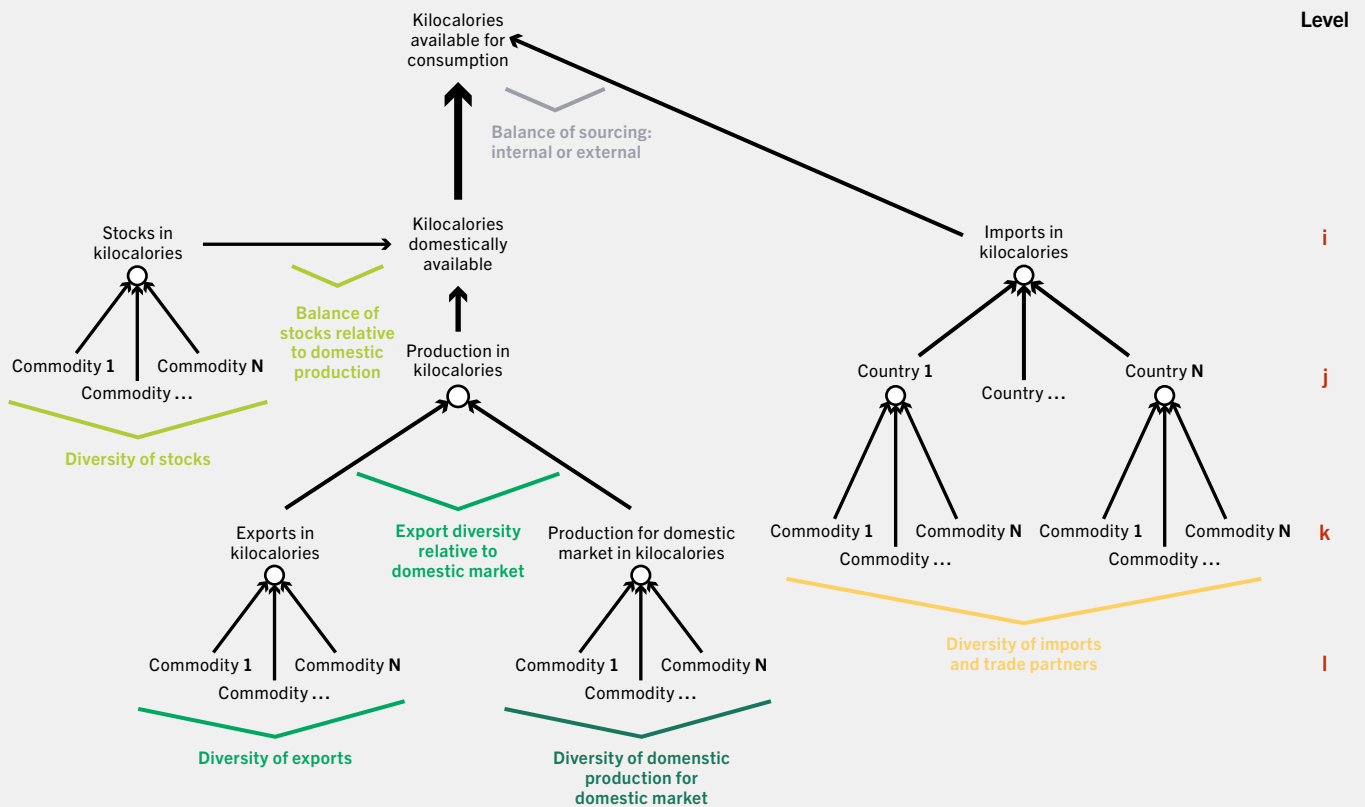 Kilocalories
available for
consumption
Level
Balance of sourcing:
internal or external
Stocks in
kilocalories
Kilocalories
domestically
available
Imports in
kilocalories
i
Balance of
stocks relative
to domestic
production
Commodity 1
Commodity ...
Commodity N
Production in
kilocalories
Country 1
Country ...
Country N
j
Diversity of stocks
Exports in
kilocalories
Export diversity
relative to
domestic market
Production for domestic
market in kilocalories
Commodity 1
Commodity ...
Commodity N
Commodity 1
Commodity ...
Commodity N
k
Commodity 1
Commodity ...
Commodity N
Commodity 1
Commodity ...
Commodity N
Diversity of imports
and trade partners
l
Diversity of exports
Diversity of domenstic
production for
domestic market